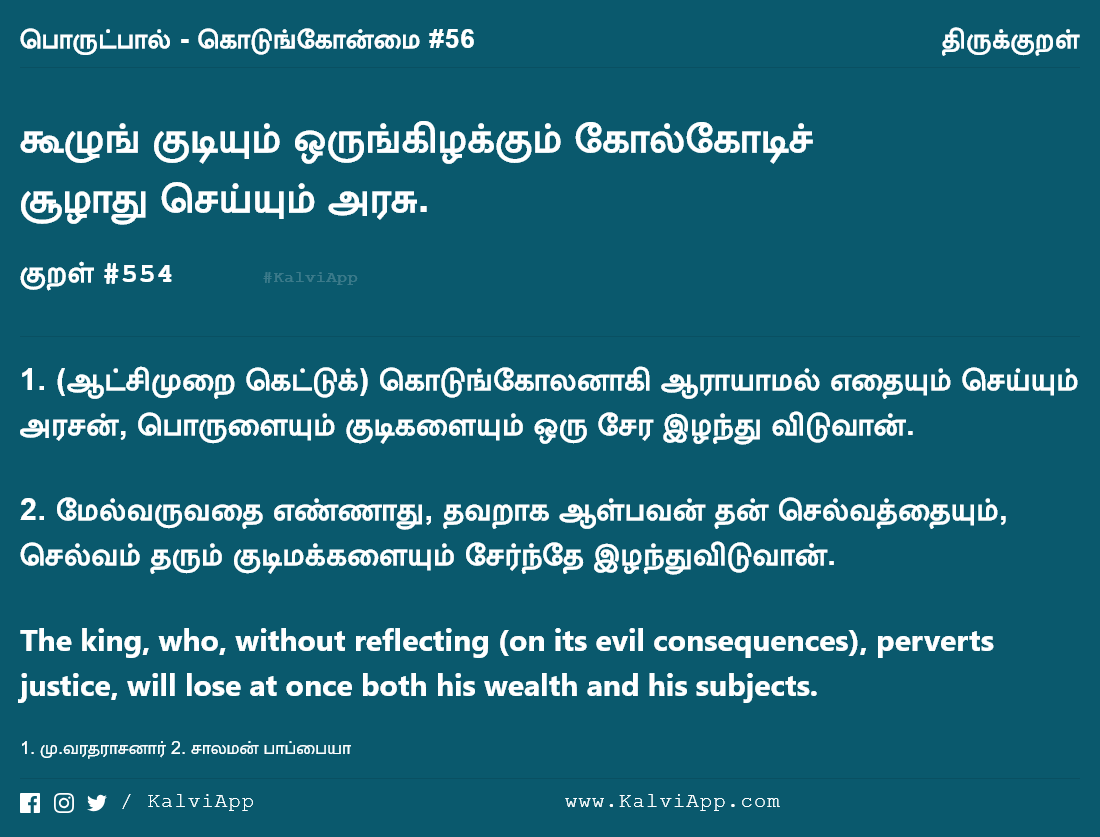 பொருட்பால் - கொடுங்கோன்மை #56 திருக்குறள்
கூழுங் குடியும் ஒருங்கிழக்கும் கோல்கோடிச்
சூழாது செய்யும் அரசு.
குறள் #554 #KalviApp
1. (ஆட்சிமுறை கெட்டுக்) கொடுங்கோலனாகி ஆராயாமல் எதையும் செய்யும்
அரசன், பொருளையும் குடிகளையும் ஒரு சேர இழந்து விடுவான்.
2. மேல்வருவதை எண்ணாது, தவறாக ஆள்பவன் தன் செல்வத்தையும்,
செல்வம் தரும் குடிமக்களையும் சேர்ந்தே இழந்துவிடுவான்.
The king, who, without reflecting (on its evil consequences), perverts
justice, will lose at once both his wealth and his subjects.
1. மு.வரதராசனார் 2. சாலமன் பாப்பையா
/ KalviApp www.KalviApp.com